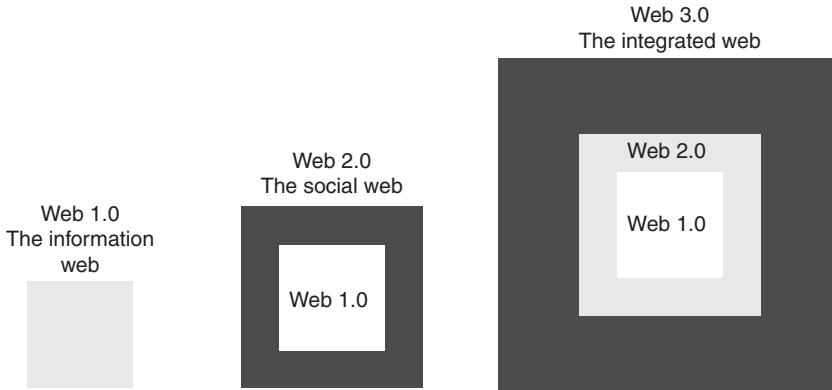 Web 1.0
The information
web
Web 2.0
The social web
Web 1.0
Web 3.0
The integrated web
Web 2.0
Web 1.0